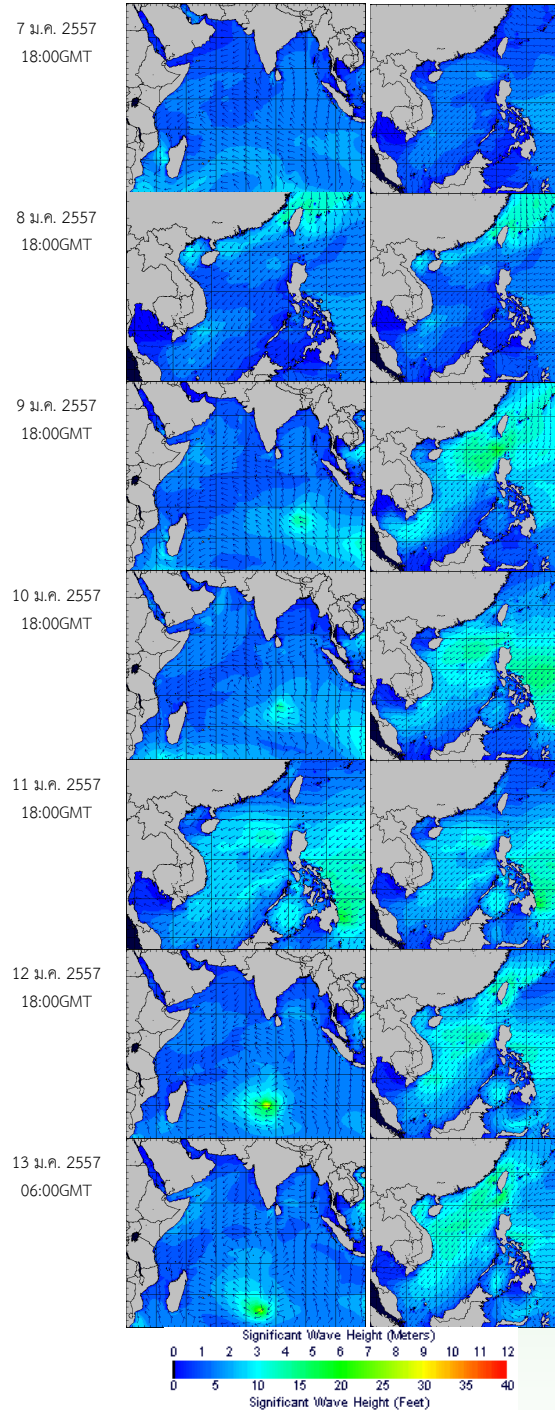 7 ม.ค. 2557
18:00GMT
8 ม.ค. 2557
18:00GMT
9 ม.ค. 2557
18:00GMT
10 ม.ค. 2557
18:00GMT
11 ม.ค. 2557
18:00GMT
12 ม.ค. 2557
18:00GMT
13 ม.ค. 2557
06:00GMT
Significant Wave Height (Meters)
0 1 2 3 4 5 6 7 8 9 10 11 12
0 5 10 15 20 25 30 35 40
Significant Wave Height (Feet)